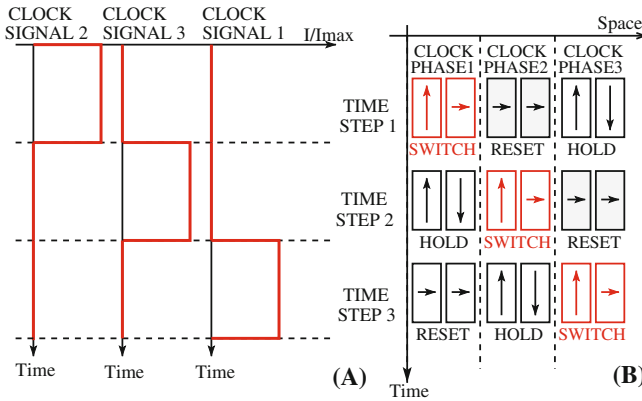 CLOCK SIGNAL 2
CLOCK SIGNAL 3
CLOCK SIGNAL 1
I/Imax
Time
Time
Time
(A)
Space
CLOCK PHASE1
CLOCK PHASE2
CLOCK PHASE3
TIME STEP 1
SWITCH
RESET
HOLD
TIME STEP 2
HOLD
SWITCH
RESET
TIME STEP 3
RESET
HOLD
SWITCH
Time
(B)